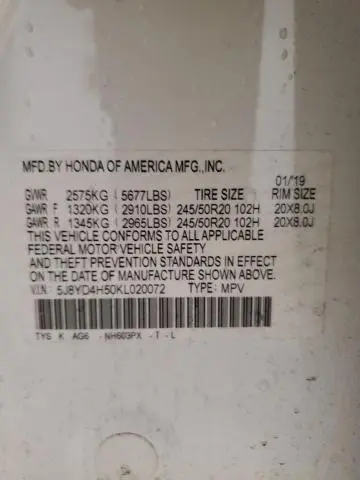 MFD.BY HONDA OF AMERICA MFG.,INC.
01/'19
GVWR 2575KG (5677LBS) TIRE SIZE RIM SIZE
GAWR F 1320KG (2910LBS) 245/50R20 102H 20X8.0J
GAWR R 1345KG (2965LBS) 245/50R20 102H 20X8.0J
THIS VEHICLE CONFORMS TO ALL APPLICABLE
FEDERAL MOTOR VEHICLE SAFETY
AND THEFT PREVENTION STANDARDS IN EFFECT
ON THE DATE OF MANUFACTURE SHOWN ABOVE.
V.I.N.: 5J8YD4H50KL020072 TYPE: MPV
TYS K AG6 NH603PX -T -L